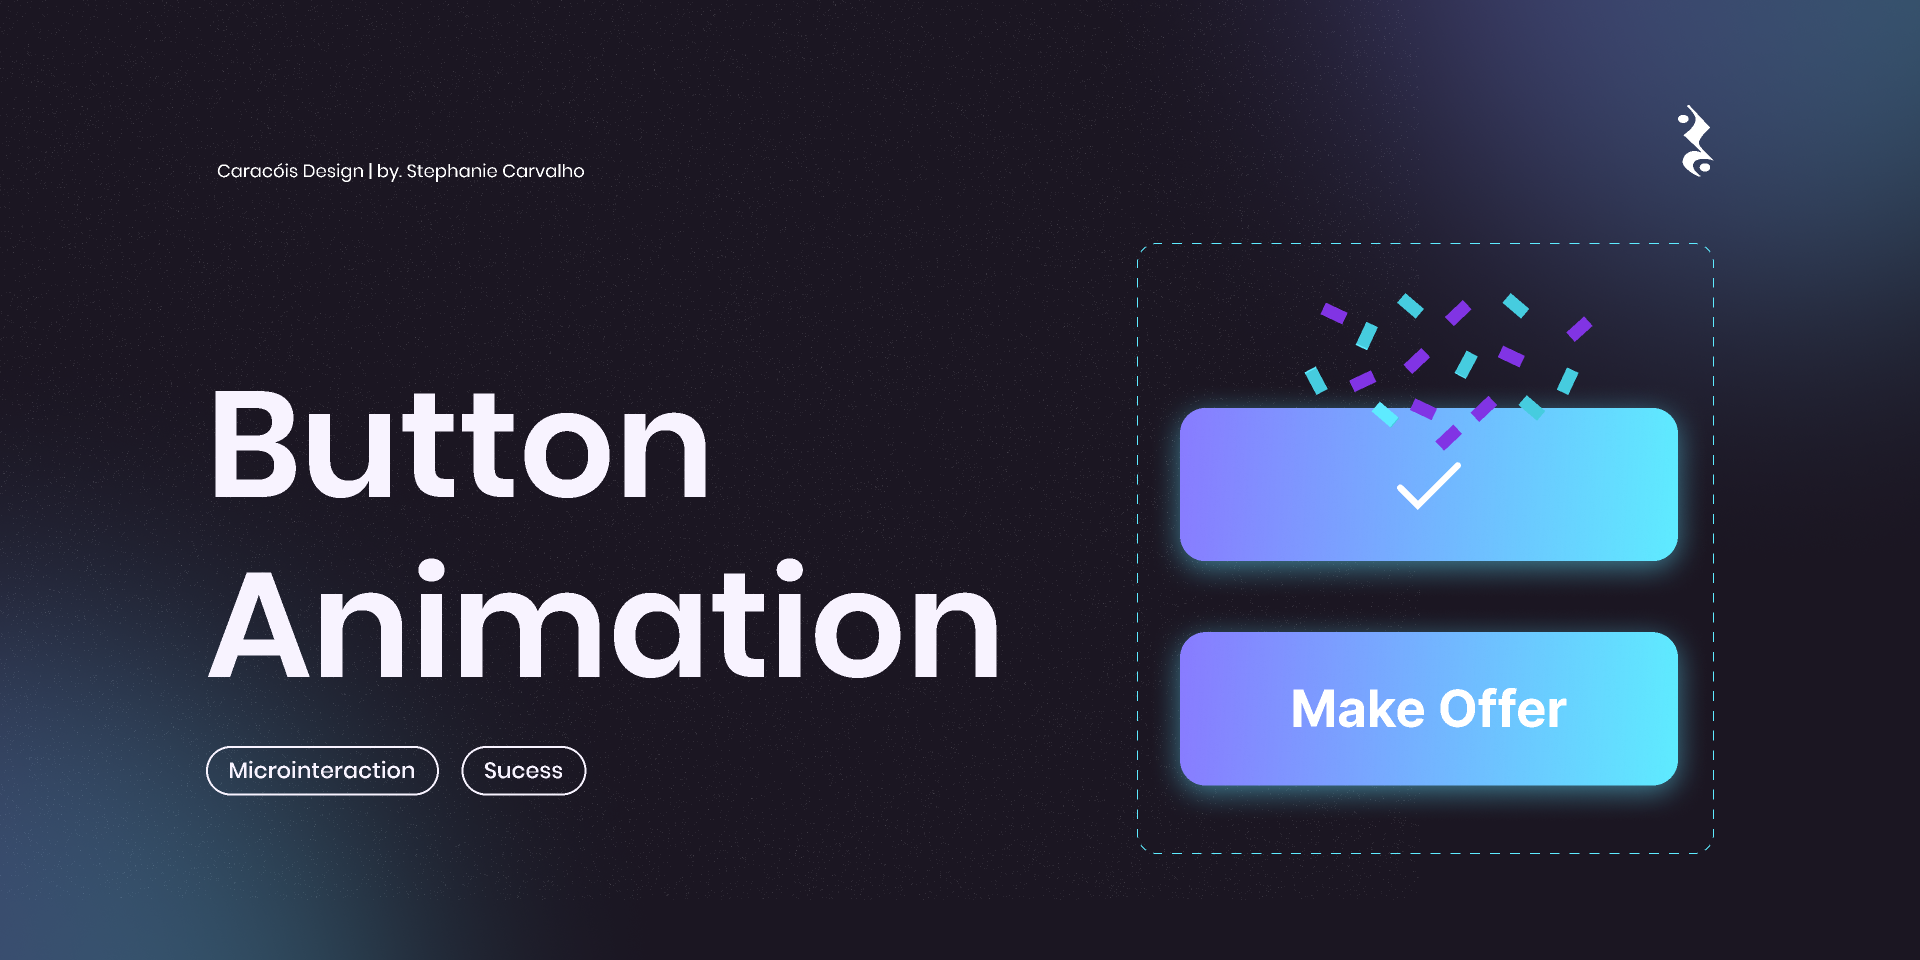 Caracóis Design | by. Stephanie Carvalho
Button
Animation
Microinteraction
Sucess
Make Offer